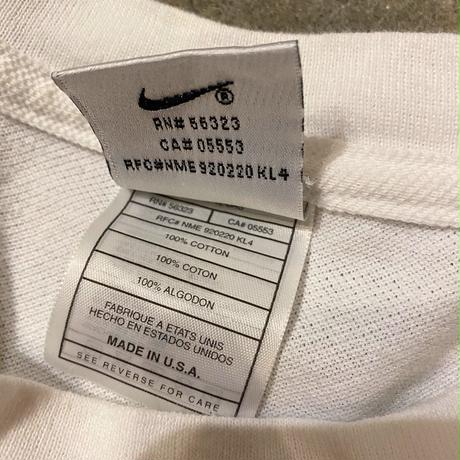 ®
RN# 56323
CA# 05553
RFC#NME 920220 KL4
RN# 56323 CA# 05553
RFC# NME 920220 KL4
100% COTTON
100% COTON
100% ALGODON
FABRIQUE A ETATS UNIS
HECHO EN ESTADOS UNIDOS
MADE IN U.S.A.
SEE REVERSE FOR CARE